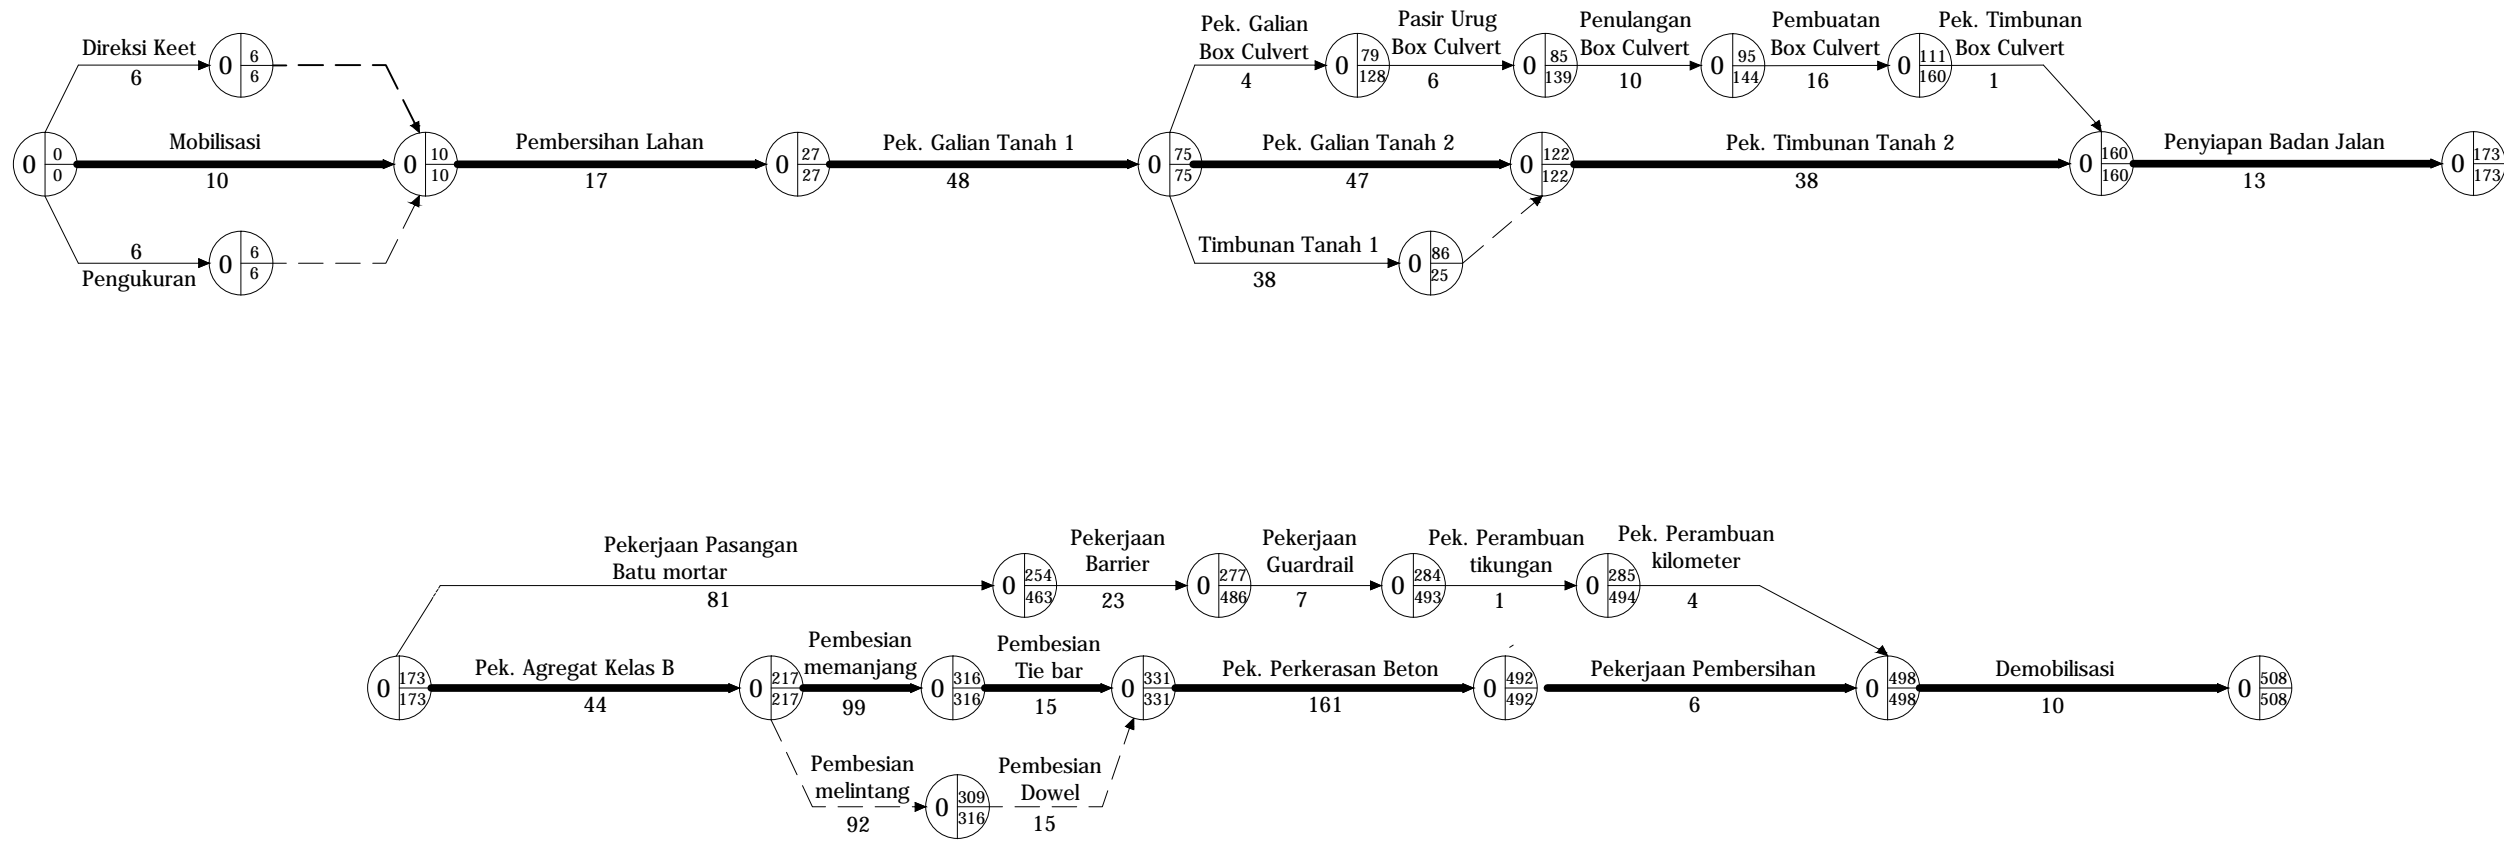 Direksi Keet
6
0
6
6
Pek. Galian
Box Culvert
4
0
79
128
Pasir Urug
Box Culvert
6
0
85
139
Penulangan
Box Culvert
10
0
95
144
Pembuatan
Box Culvert
16
0
111
160
Pek. Timbunan
Box Culvert
1
0
0
0
Mobilisasi
10
0
10
10
Pembersihan Lahan
17
0
27
27
Pek. Galian Tanah 1
48
0
75
75
Pek. Galian Tanah 2
47
0
122
122
Pek. Timbunan Tanah 2
38
0
160
160
Penyiapan Badan Jalan
13
0
173
173
6
Pengukuran
0
6
6
Timbunan Tanah 1
38
0
86
25
Pekerjaan Pasangan
Batu mortar
81
0
254
463
Pekerjaan
Barrier
23
0
277
486
Pekerjaan
Guardrail
7
0
284
493
Pek. Perambuan
tikungan
1
0
285
494
Pek. Perambuan
kilometer
4
0
173
173
Pek. Agregat Kelas B
44
0
217
217
Pembesian
memanjang
99
0
316
316
Pembesian
Tie bar
15
0
331
331
Pek. Perkerasan Beton
161
0
492
492
Pekerjaan Pembersihan
6
0
498
498
Demobilisasi
10
0
508
508
Pembesian
melintang
92
0
309
316
Pembesian
Dowel
15